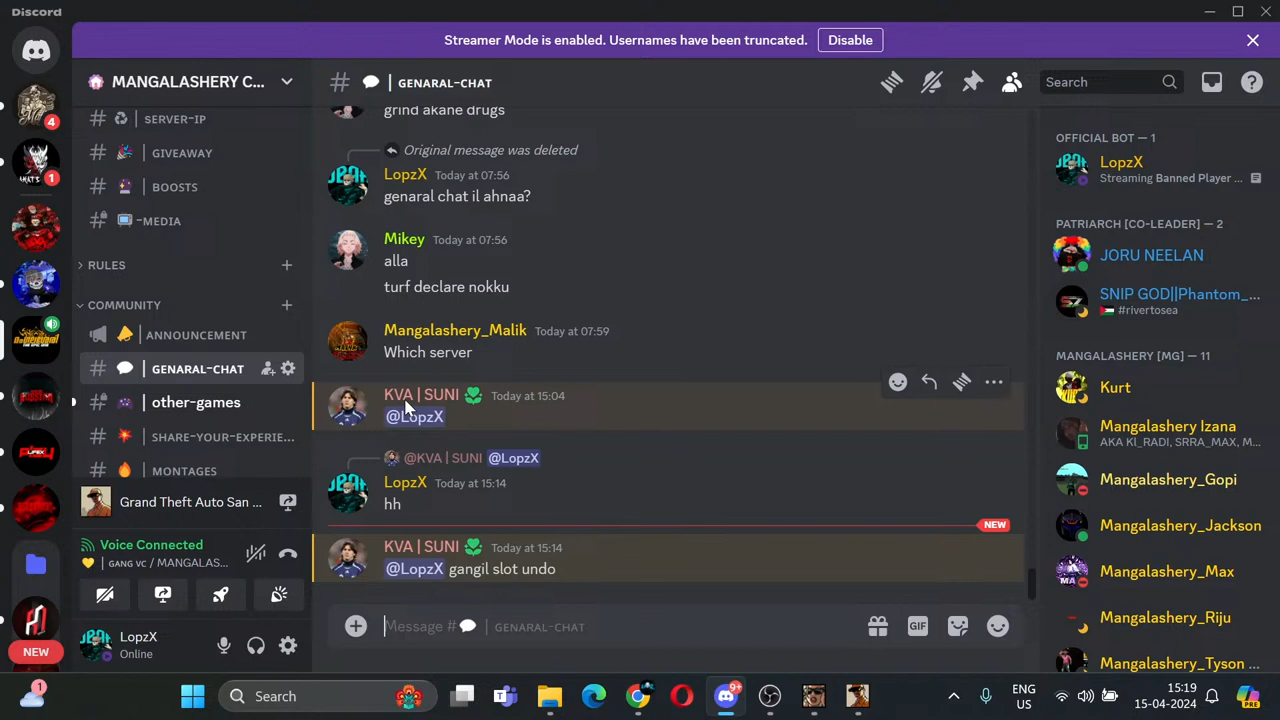 Discord
Streamer Mode is enabled. Usernames have been truncated.
Disable
MANGALASHERY C...
# SERVER-IP
# GIVEAWAY
# BOOSTS
# -MEDIA
RULES
COMMUNITY
ANNOUNCEMENT
# GENARAL-CHAT
# other-games
# SHARE-YOUR-EXPERIE...
# MONTAGES
Grand Theft Auto San ...
Voice Connected
| GANG VC / MANGALAS...
LopzX
Online
4
1
NEW
# | GENARAL-CHAT
Search
grind akane drugs
Original message was deleted
LopzX Today at 07:56
genaral chat il ahnaa?
Mikey Today at 07:56
alla
turf declare nokku
Mangalashery_Malik Today at 07:59
Which server
KVA | SUNI Today at 15:04
@LopzX
@KVA | SUNI @LopzX
LopzX Today at 15:14
hh
NEW
KVA | SUNI Today at 15:14
@LopzX gangil slot undo
Message # | GENARAL-CHAT
GIF
OFFICIAL BOT — 1
LopzX
Streaming Banned Player ...
PATRIARCH [CO-LEADER] — 2
JORU NEELAN
SNIP GOD||Phantom_...
#rivertosea
MANGALASHERY [MG] — 11
Kurt
Mangalashery Izana
AKA KI_RADI, SRRA_MAX, M...
Mangalashery_Gopi
Mangalashery_Jackson
Mangalashery_Max
Mangalashery_Riju
Mangalashery_Tyson ...
1
Search
9+
ENG
US
15:19
15-04-2024
PRE